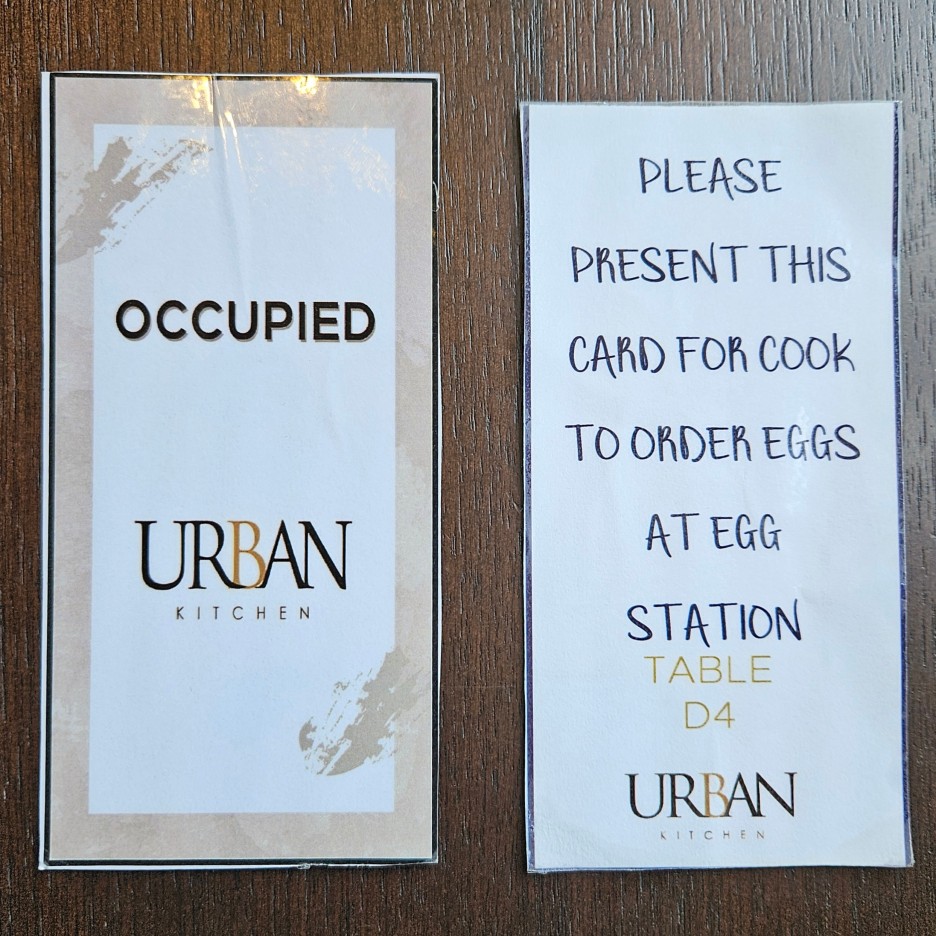 OCCUPIED
URBAN
KITCHEN
PLEASE
PRESENT THIS
CARD FOR COOK
TO ORDER EGGS
AT EGG
STATION
TABLE
D4
URBAN
KITCHEN